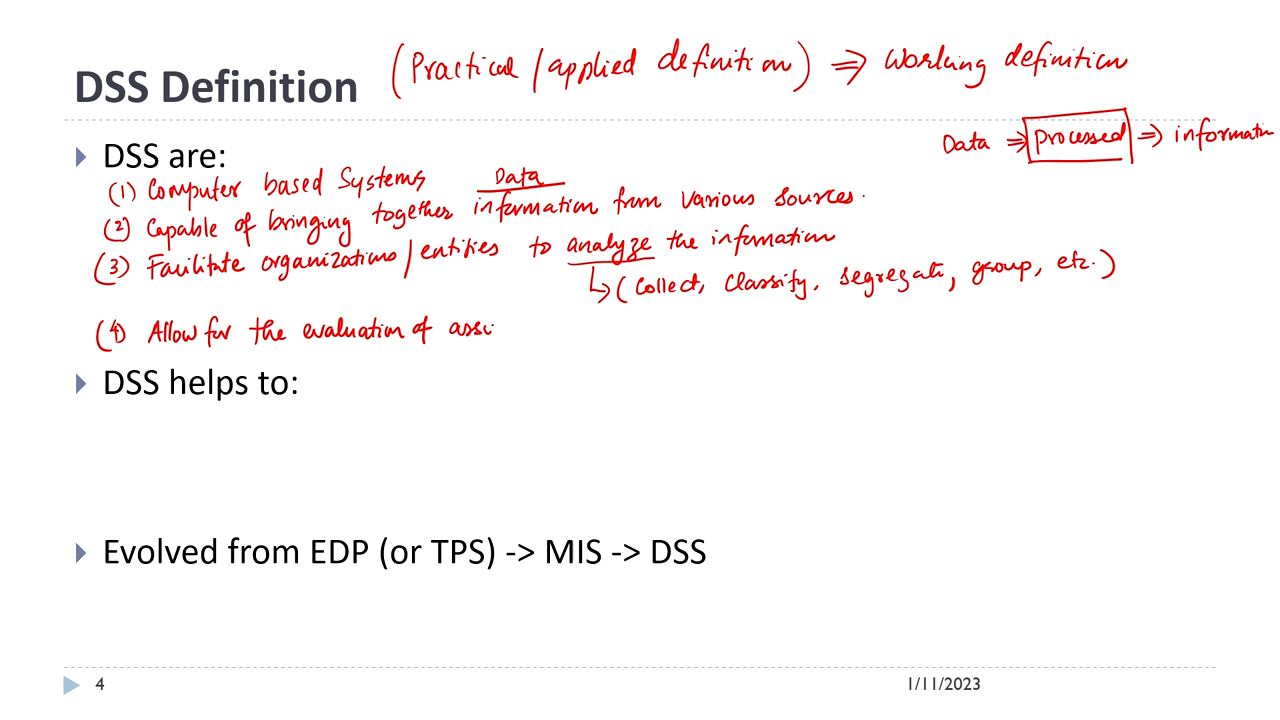 DSS Definition (Practical/applied definition) ⇒ Working definition
Data ⇒ processed ⇒ informatin
DSS are:
(1) Computer based Systems
Data
(2) Capable of bringing together information from various sources.
(3) Facilitate organizations/entities to analyze the information
↳ (Collect, Classify, segregate, group, etc.)
(4) Allow for the evaluation of assu
DSS helps to:
Evolved from EDP (or TPS) -> MIS -> DSS
4
1/11/2023